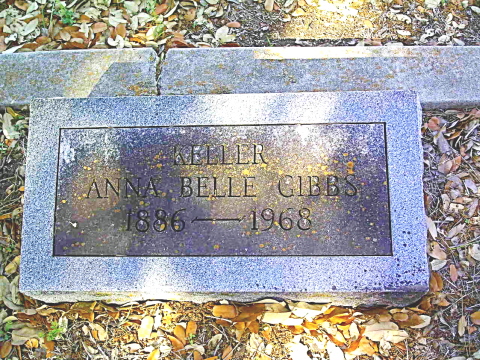 KELLER
ANNA BELLE GIBBS
1886 — 1968